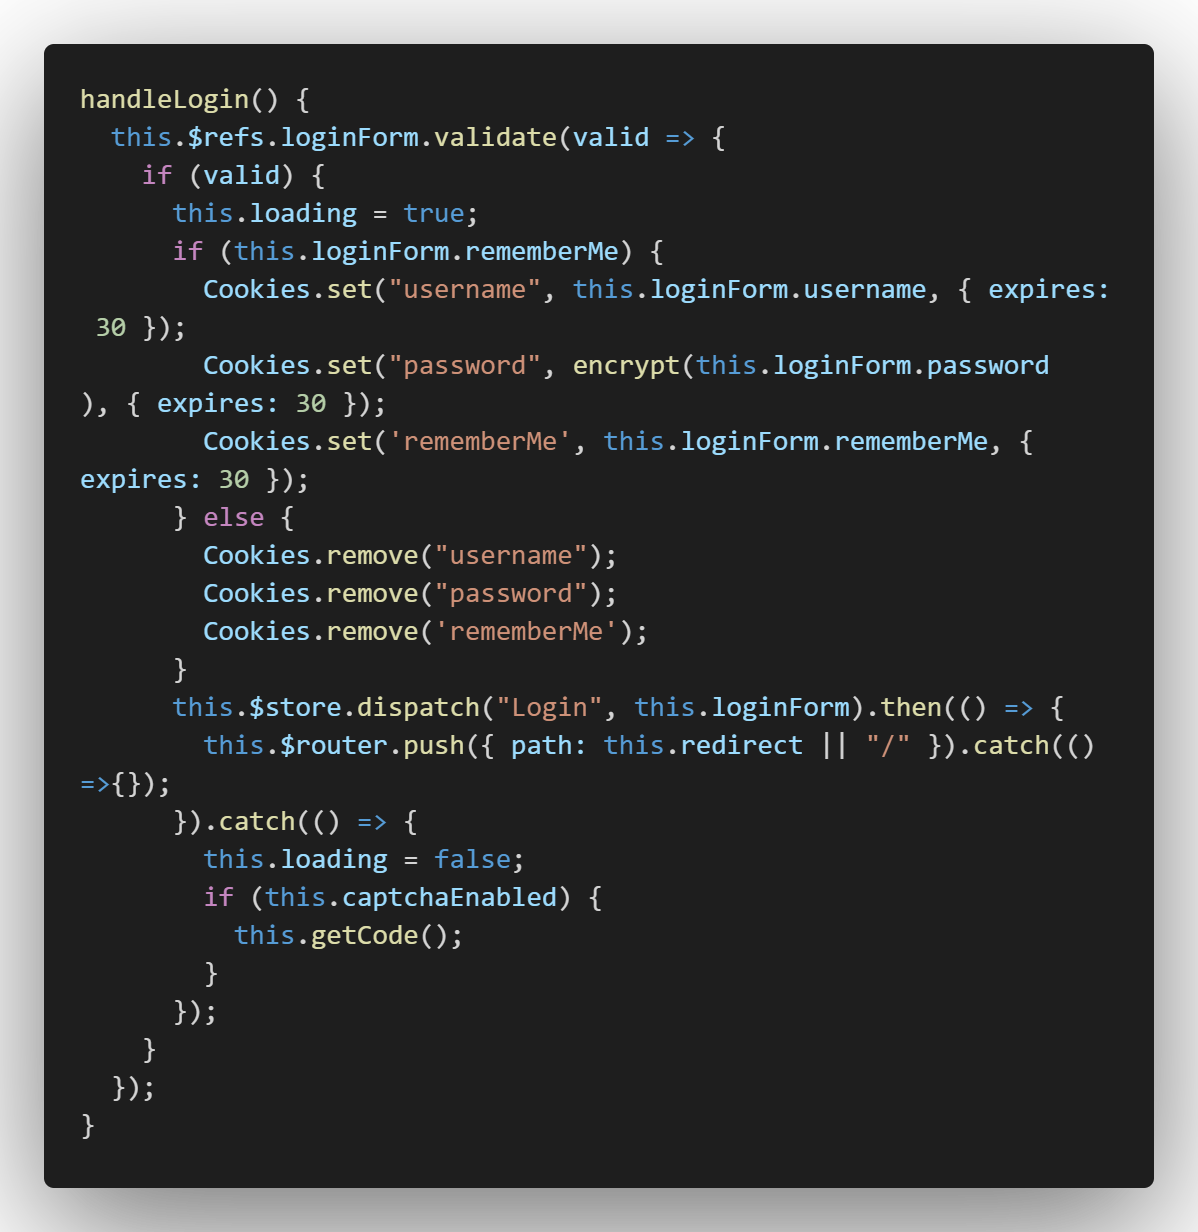 handleLogin() {
  this.$refs.loginForm.validate(valid => {
    if (valid) {
      this.loading = true;
      if (this.loginForm.rememberMe) {
        Cookies.set("username", this.loginForm.username, { expires:
 30 });
        Cookies.set("password", encrypt(this.loginForm.password
), { expires: 30 });
        Cookies.set('rememberMe', this.loginForm.rememberMe, {
expires: 30 });
      } else {
        Cookies.remove("username");
        Cookies.remove("password");
        Cookies.remove('rememberMe');
      }
      this.$store.dispatch("Login", this.loginForm).then(() => {
        this.$router.push({ path: this.redirect || "/" }).catch(()
=>{});
      }).catch(() => {
        this.loading = false;
        if (this.captchaEnabled) {
          this.getCode();
        }
      });
    }
  });
}